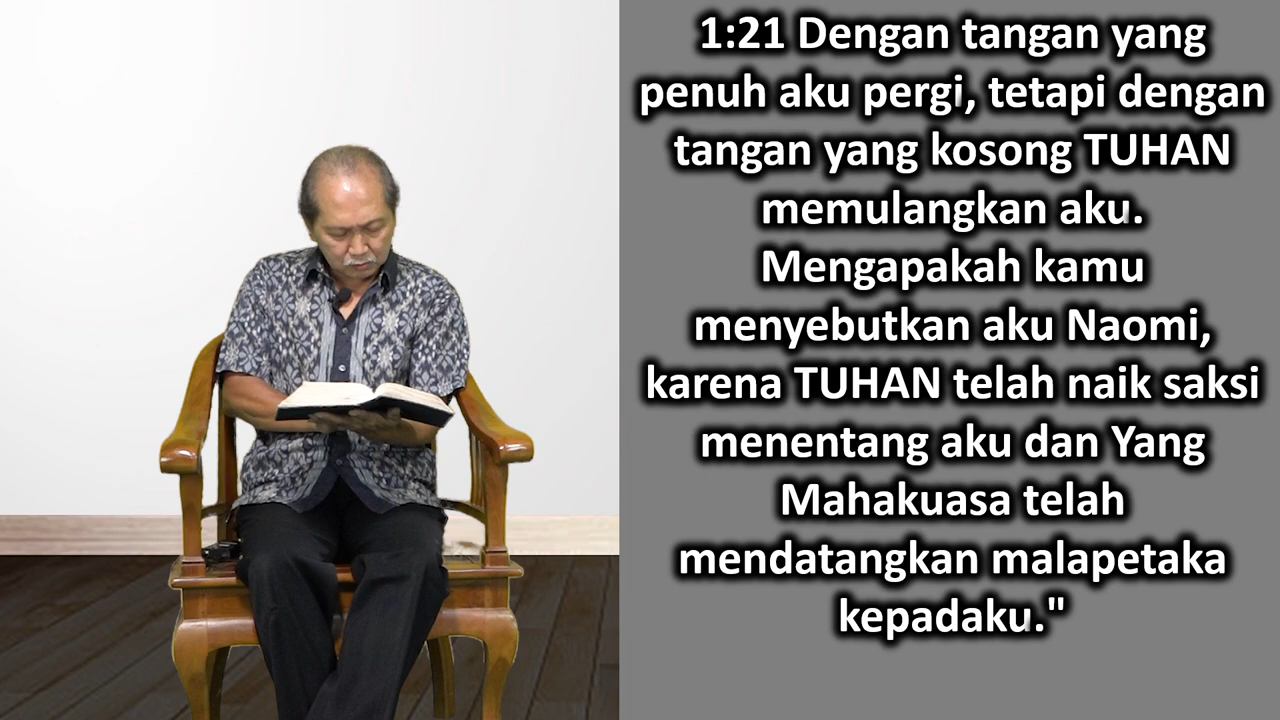 1:21 Dengan tangan yang
penuh aku pergi, tetapi dengan
tangan yang kosong TUHAN
memulangkan aku.
Mengapakah kamu
menyebutkan aku Naomi,
karena TUHAN telah naik saksi
menentang aku dan Yang
Mahakuasa telah
mendatangkan malapetaka
kepadaku."